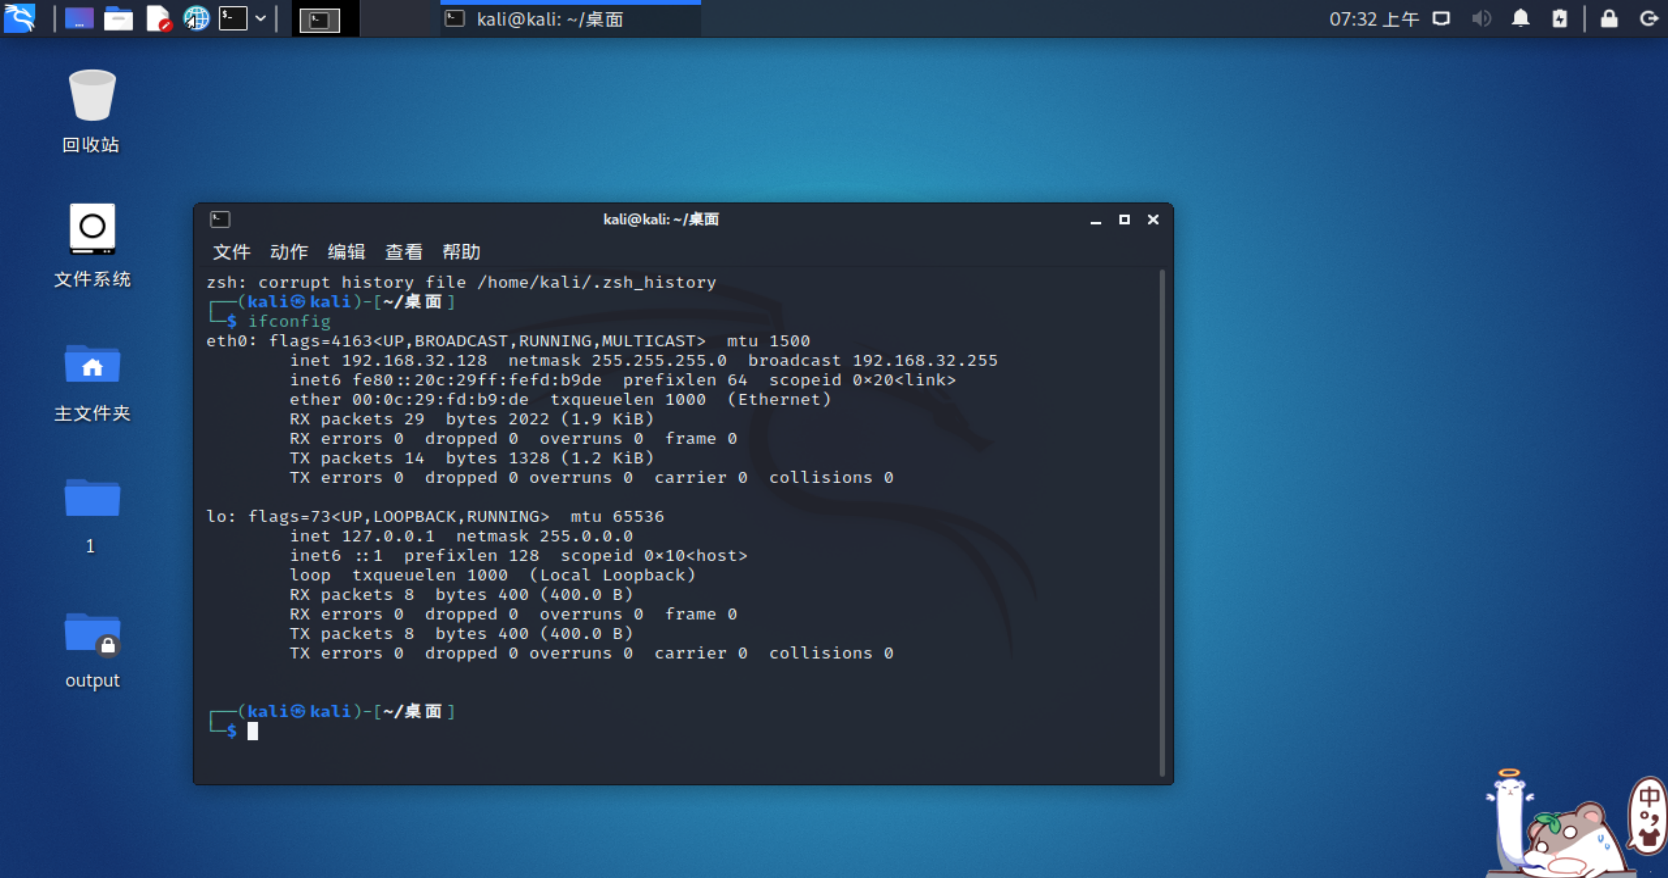 kali@kali: ~/桌面
07:32 上午
回收站
文件系统
主文件夹
1
output
kali@kali: ~/桌面
文件 动作 编辑 查看 帮助
zsh: corrupt history file /home/kali/.zsh_history
┌──(kali㉿kali)-[~/桌面]
└─$ ifconfig
eth0: flags=4163<UP,BROADCAST,RUNNING,MULTICAST>  mtu 1500
        inet 192.168.32.128  netmask 255.255.255.0  broadcast 192.168.32.255
        inet6 fe80::20c:29ff:fefd:b9de  prefixlen 64  scopeid 0×20<link>
        ether 00:0c:29:fd:b9:de  txqueuelen 1000  (Ethernet)
        RX packets 29  bytes 2022 (1.9 KiB)
        RX errors 0  dropped 0  overruns 0  frame 0
        TX packets 14  bytes 1328 (1.2 KiB)
        TX errors 0  dropped 0 overruns 0  carrier 0  collisions 0
lo: flags=73<UP,LOOPBACK,RUNNING>  mtu 65536
        inet 127.0.0.1  netmask 255.0.0.0
        inet6 ::1  prefixlen 128  scopeid 0×10<host>
        loop  txqueuelen 1000  (Local Loopback)
        RX packets 8  bytes 400 (400.0 B)
        RX errors 0  dropped 0  overruns 0  frame 0
        TX packets 8  bytes 400 (400.0 B)
        TX errors 0  dropped 0 overruns 0  carrier 0  collisions 0
┌──(kali㉿kali)-[~/桌面]
└─$
中